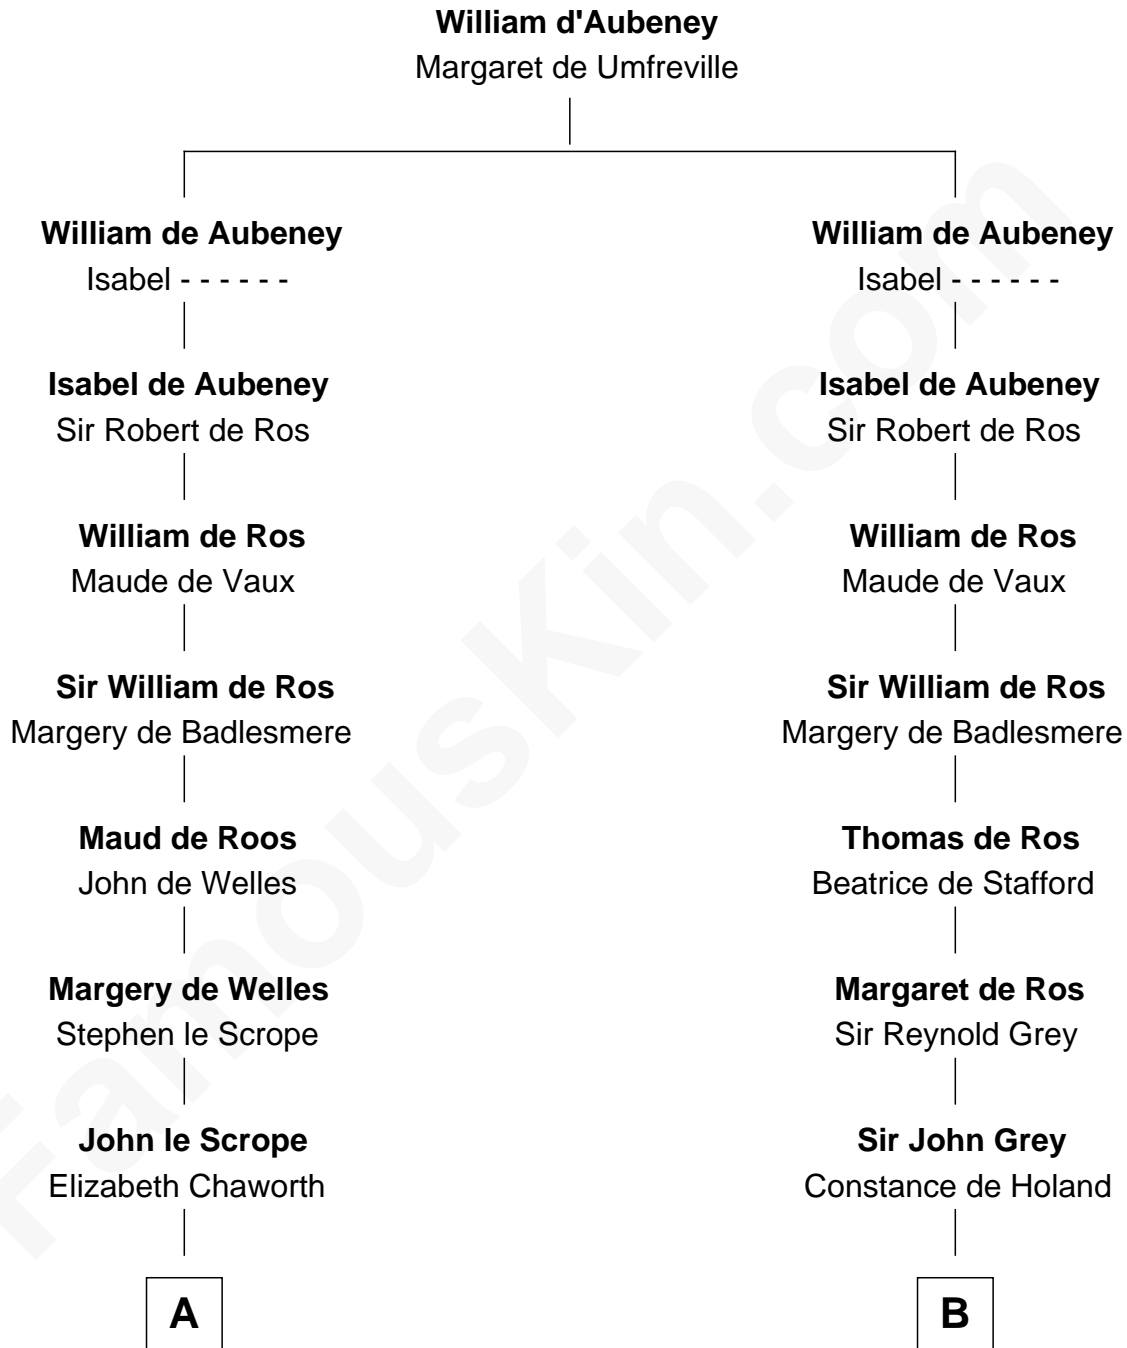 William d'Aubeney
Margaret de Umfreville
William de Aubeney
Isabel - - - - - -
William de Aubeney
Isabel - - - - - -
Isabel de Aubeney
Sir Robert de Ros
Isabel de Aubeney
Sir Robert de Ros
William de Ros
Maude de Vaux
William de Ros
Maude de Vaux
Sir William de Ros
Margery de Badlesmere
Sir William de Ros
Margery de Badlesmere
Maud de Roos
John de Welles
Thomas de Ros
Beatrice de Stafford
Margery de Welles
Stephen le Scrope
Margaret de Ros
Sir Reynold Grey
John le Scrope
Elizabeth Chaworth
Sir John Grey
Constance de Holand
A
B
FamousKin.com